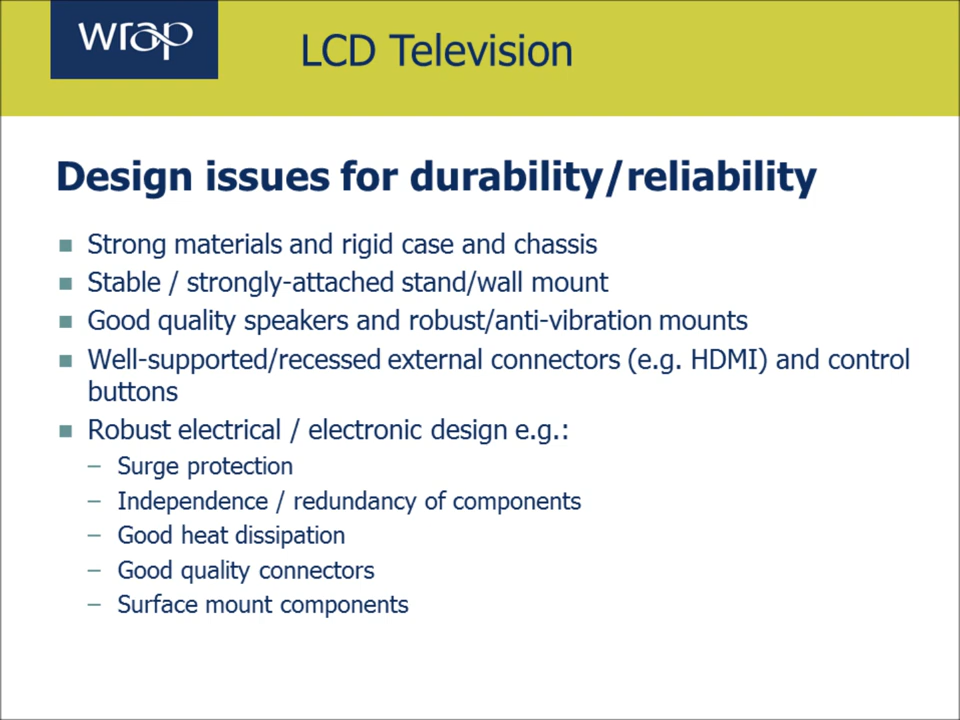 wrap
LCD Television
Design issues for durability/reliability
Strong materials and rigid case and chassis
Stable / strongly-attached stand/wall mount
Good quality speakers and robust/anti-vibration mounts
Well-supported/recessed external connectors (e.g. HDMI) and control
buttons
Robust electrical / electronic design e.g.:
– Surge protection
– Independence / redundancy of components
– Good heat dissipation
– Good quality connectors
– Surface mount components